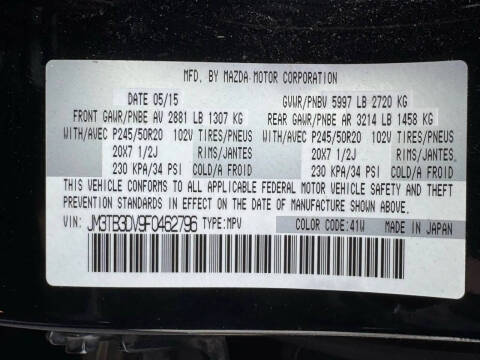 MFD. BY MAZDA MOTOR CORPORATION
DATE 05/15 GVWR/PNBV 5997 LB 2720 KG
FRONT GAWR/PNBE AV 2881 LB 1307 KG REAR GAWR/PNBE AR 3214 LB 1458 KG
WITH/AVEC P245/50R20 102V TIRES/PNEUS WITH/AVEC P245/50R20 102V TIRES/PNEUS
20X7 1/2J RIMS/JANTES 20X7 1/2J RIMS/JANTES
230 KPA/34 PSI COLD/A FROID 230 KPA/34 PSI COLD/A FROID
THIS VEHICLE CONFORMS TO ALL APPLICABLE FEDERAL MOTOR VEHICLE SAFETY AND THEFT
PREVENTION STANDARDS IN EFFECT ON THE DATE OF MANUFACTURE SHOWN ABOVE.
VIN: JM3TB3DV9F0462796 TYPE:MPV COLOR CODE:41W MADE IN JAPAN